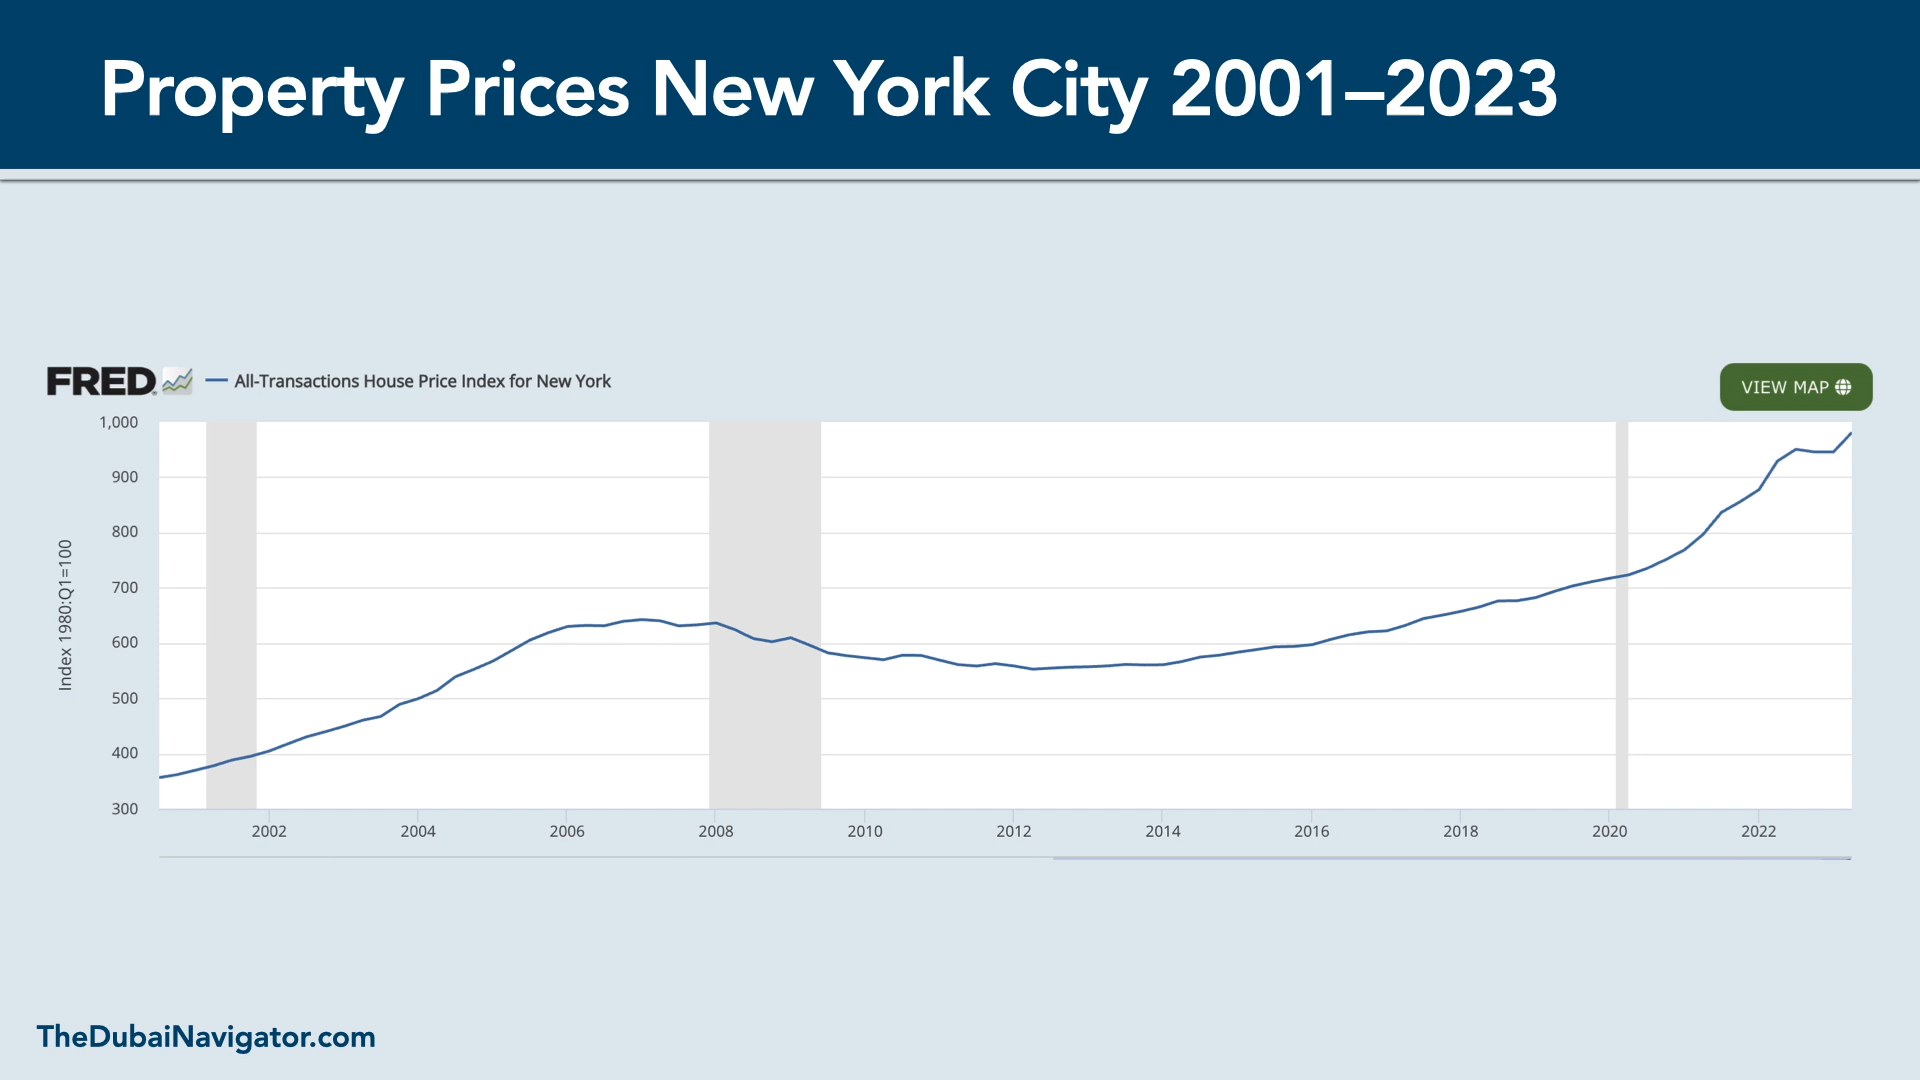 Property Prices New York City 2001–2023
FRED
All-Transactions House Price Index for New York
VIEW MAP
1,000
900
800
700
600
500
400
300
Index 1980:Q1=100
2002 2004 2006 2008 2010 2012 2014 2016 2018 2020 2022
TheDubaiNavigator.com